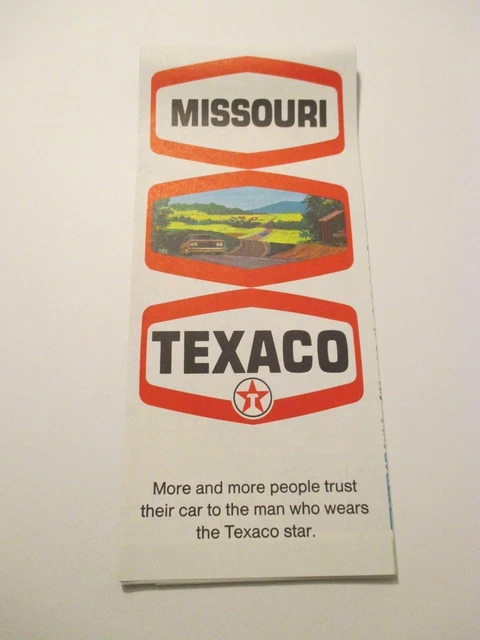 MISSOURI
TEXACO
T
More and more people trust
their car to the man who wears
the Texaco star.